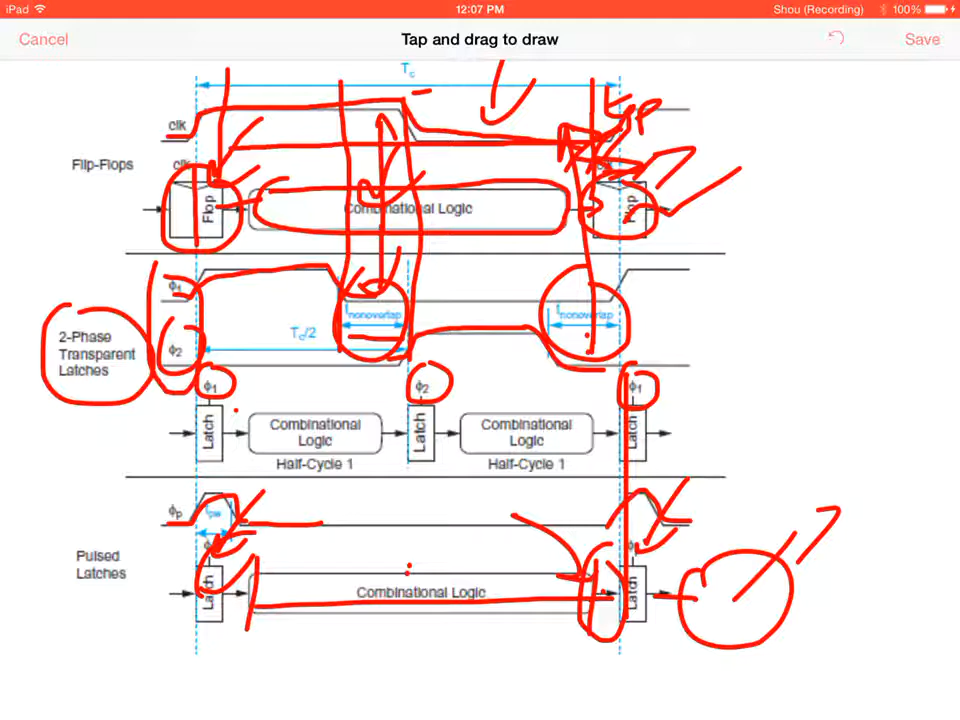 iPad 12:07 PM Shou (Recording) 100%
Cancel Tap and drag to draw Save
Tc
clk
Flip-Flops
clk
Flop Combinational Logic Flop
ϕ1
tnonoverlap tnonoverlap
Tc/2
2-Phase
Transparent
Latches
ϕ2
ϕ1 ϕ2 ϕ1
Latch Combinational Logic Latch Combinational Logic Latch
Half-Cycle 1 Half-Cycle 1
ϕp tpw
Pulsed
Latches
Latch Combinational Logic Latch